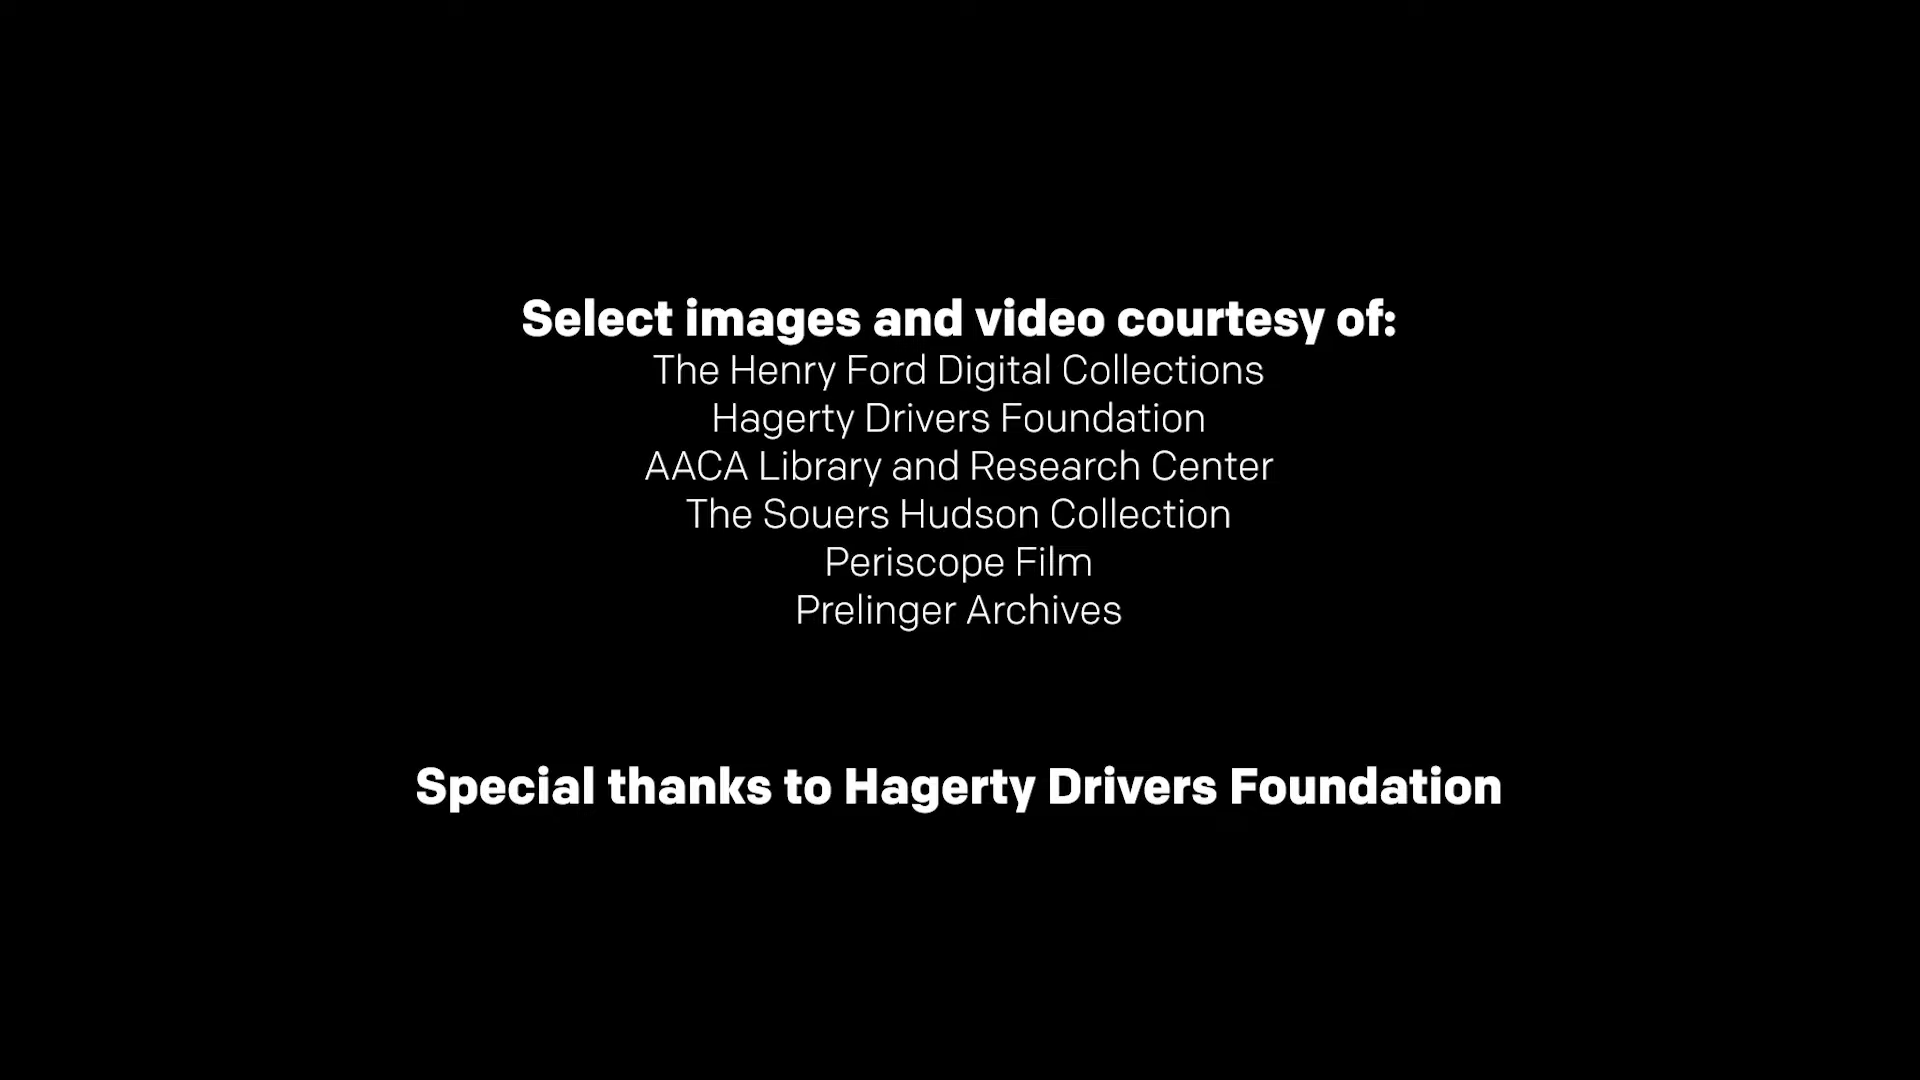 Select images and video courtesy of:
The Henry Ford Digital Collections
Hagerty Drivers Foundation
AACA Library and Research Center
The Souers Hudson Collection
Periscope Film
Prelinger Archives
Special thanks to Hagerty Drivers Foundation